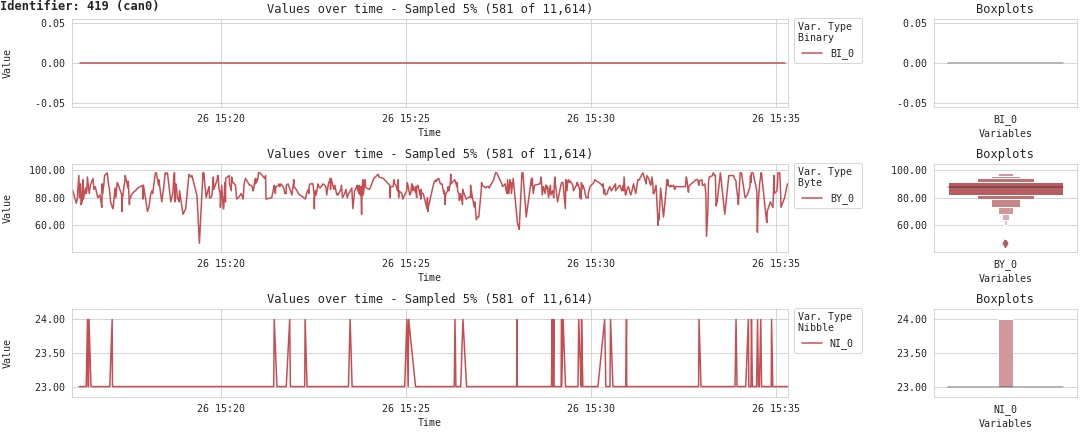 Identifier: 419 (can0)
Values over time - Sampled 5% (581 of 11,614)
Boxplots
0.05
0.00
-0.05
Value
26 15:20
26 15:25
26 15:30
26 15:35
Time
Var. Type
Binary
BI_0
0.05
0.00
-0.05
BI_0
Variables
Values over time - Sampled 5% (581 of 11,614)
Boxplots
100.00
80.00
60.00
Value
26 15:20
26 15:25
26 15:30
26 15:35
Time
Var. Type
Byte
BY_0
100.00
80.00
60.00
BY_0
Variables
Values over time - Sampled 5% (581 of 11,614)
Boxplots
24.00
23.50
23.00
Value
26 15:20
26 15:25
26 15:30
26 15:35
Time
Var. Type
Nibble
NI_0
24.00
23.50
23.00
NI_0
Variables